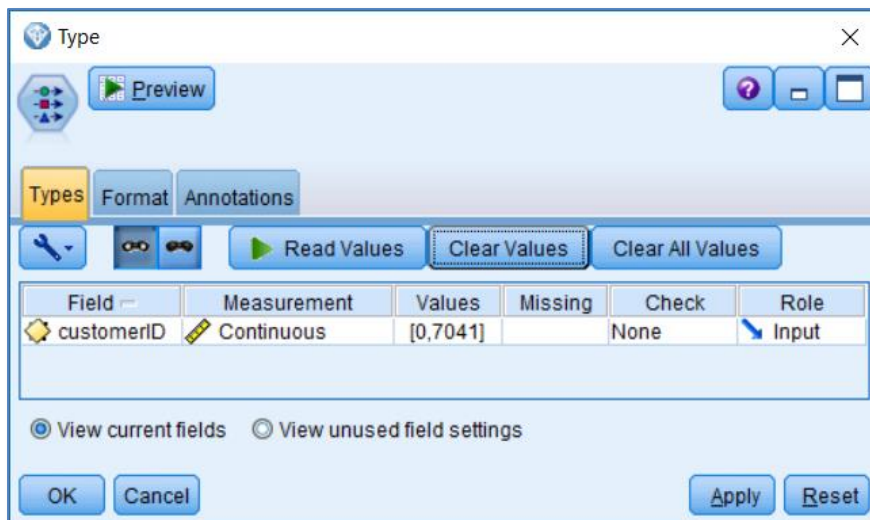 Type
Preview
Types Format Annotations
Read Values Clear Values Clear All Values
Field Measurement Values Missing Check Role
customerID Continuous [0,7041] None Input
View current fields View unused field settings
OK Cancel Apply Reset